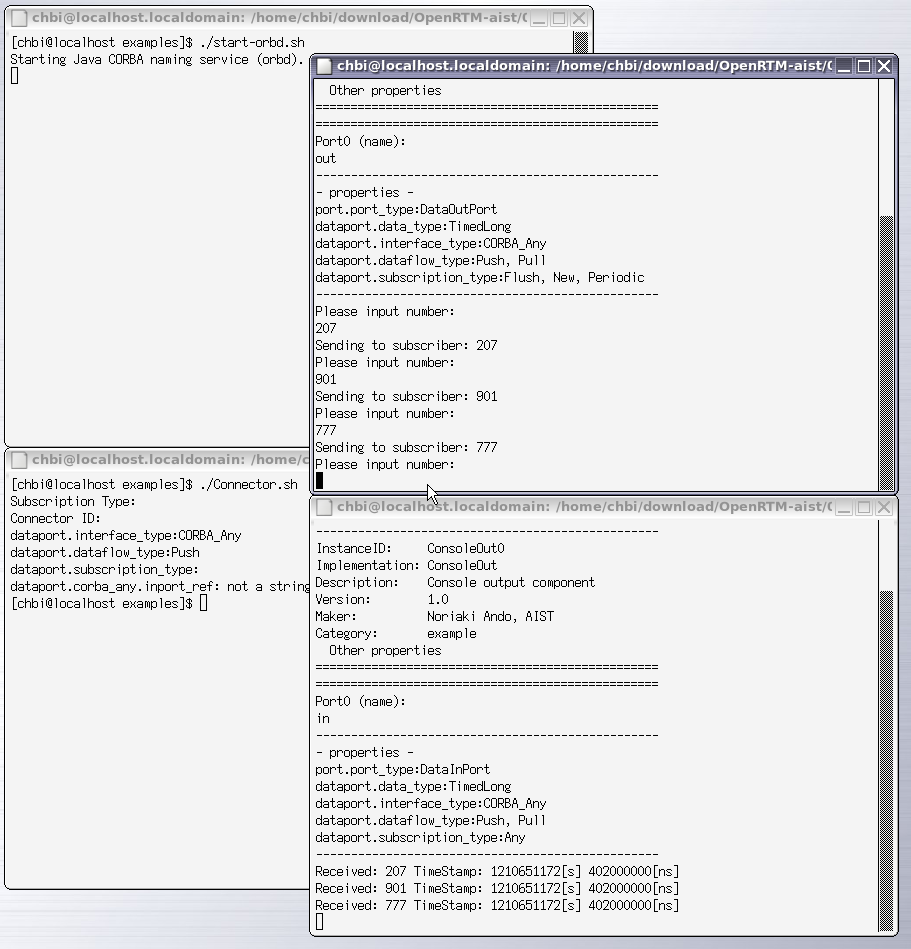 chbi@localhost.localdomain: /home/chbi/download/OpenRTM-aist/
[chbi@localhost examples]$ ./start-orbd.sh
Starting Java CORBA naming service (orbd).
chbi@localhost.localdomain: /home/chbi/download/OpenRTM-aist/
  Other properties
=================================================
=================================================
Port0 (name):
out
-------------------------------------------------
- properties -
port.port_type:DataOutPort
dataport.data_type:TimedLong
dataport.interface_type:CORBA_Any
dataport.dataflow_type:Push, Pull
dataport.subscription_type:Flush, New, Periodic
-------------------------------------------------
Please input number:
207
Sending to subscriber: 207
Please input number:
901
Sending to subscriber: 901
Please input number:
777
Sending to subscriber: 777
Please input number:
chbi@localhost.localdomain: /home/c
[chbi@localhost examples]$ ./Connector.sh
Subscription Type:
Connector ID:
dataport.interface_type:CORBA_Any
dataport.dataflow_type:Push
dataport.subscription_type:
dataport.corba_any.inport_ref: not a string
[chbi@localhost examples]$
chbi@localhost.localdomain: /home/chbi/download/OpenRTM-aist/
-------------------------------------------------
InstanceID:     ConsoleOut0
Implementation: ConsoleOut
Description:    Console output component
Version:        1.0
Maker:          Noriaki Ando, AIST
Category:       example
  Other properties
=================================================
=================================================
Port0 (name):
in
-------------------------------------------------
- properties -
port.port_type:DataInPort
dataport.data_type:TimedLong
dataport.interface_type:CORBA_Any
dataport.dataflow_type:Push, Pull
dataport.subscription_type:Any
-------------------------------------------------
Received: 207 TimeStamp: 1210651172[s] 402000000[ns]
Received: 901 TimeStamp: 1210651172[s] 402000000[ns]
Received: 777 TimeStamp: 1210651172[s] 402000000[ns]